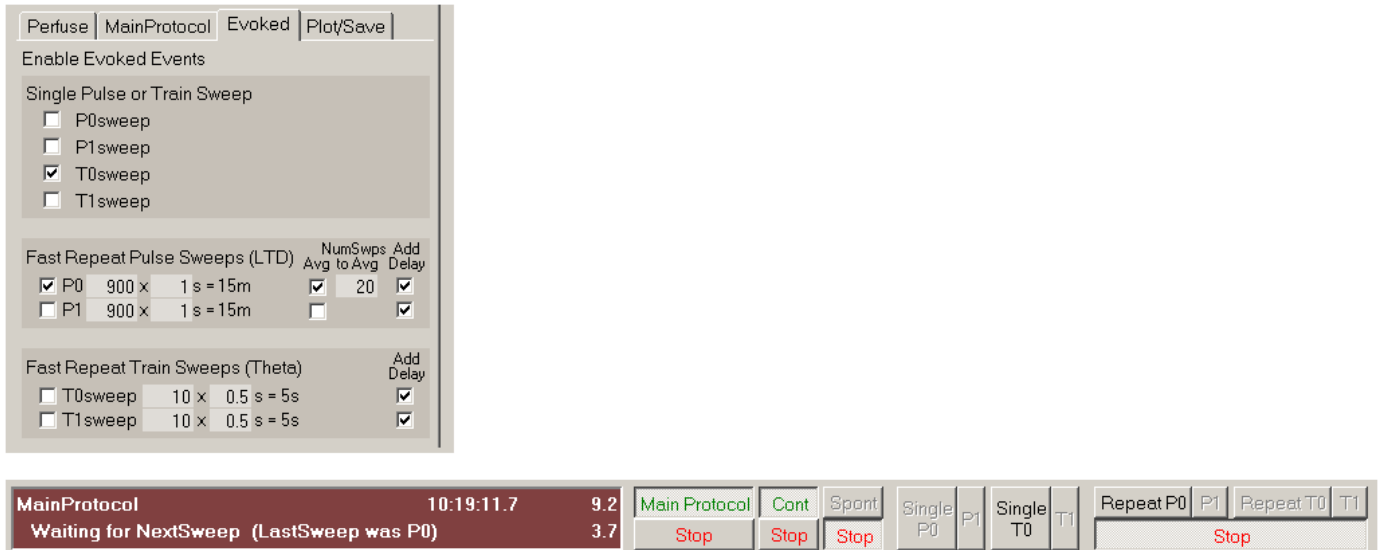 Perfuse MainProtocol Evoked Plot/Save
Enable Evoked Events
Single Pulse or Train Sweep
P0sweep
P1sweep
T0sweep
T1sweep
Fast Repeat Pulse Sweeps (LTD) Avg NumSwps to Avg Add Delay
P0 900 x 1 s = 15m 20
P1 900 x 1 s = 15m
Fast Repeat Train Sweeps (Theta) Add Delay
T0sweep 10 x 0.5 s = 5s
T1sweep 10 x 0.5 s = 5s
MainProtocol 10:19:11.7 9.2 Main Protocol Cont Spont Single P0 P1 Single T0 T1 Repeat P0 P1 Repeat T0 T1
Waiting for NextSweep (LastSweep was P0) 3.7 Stop Stop Stop Stop